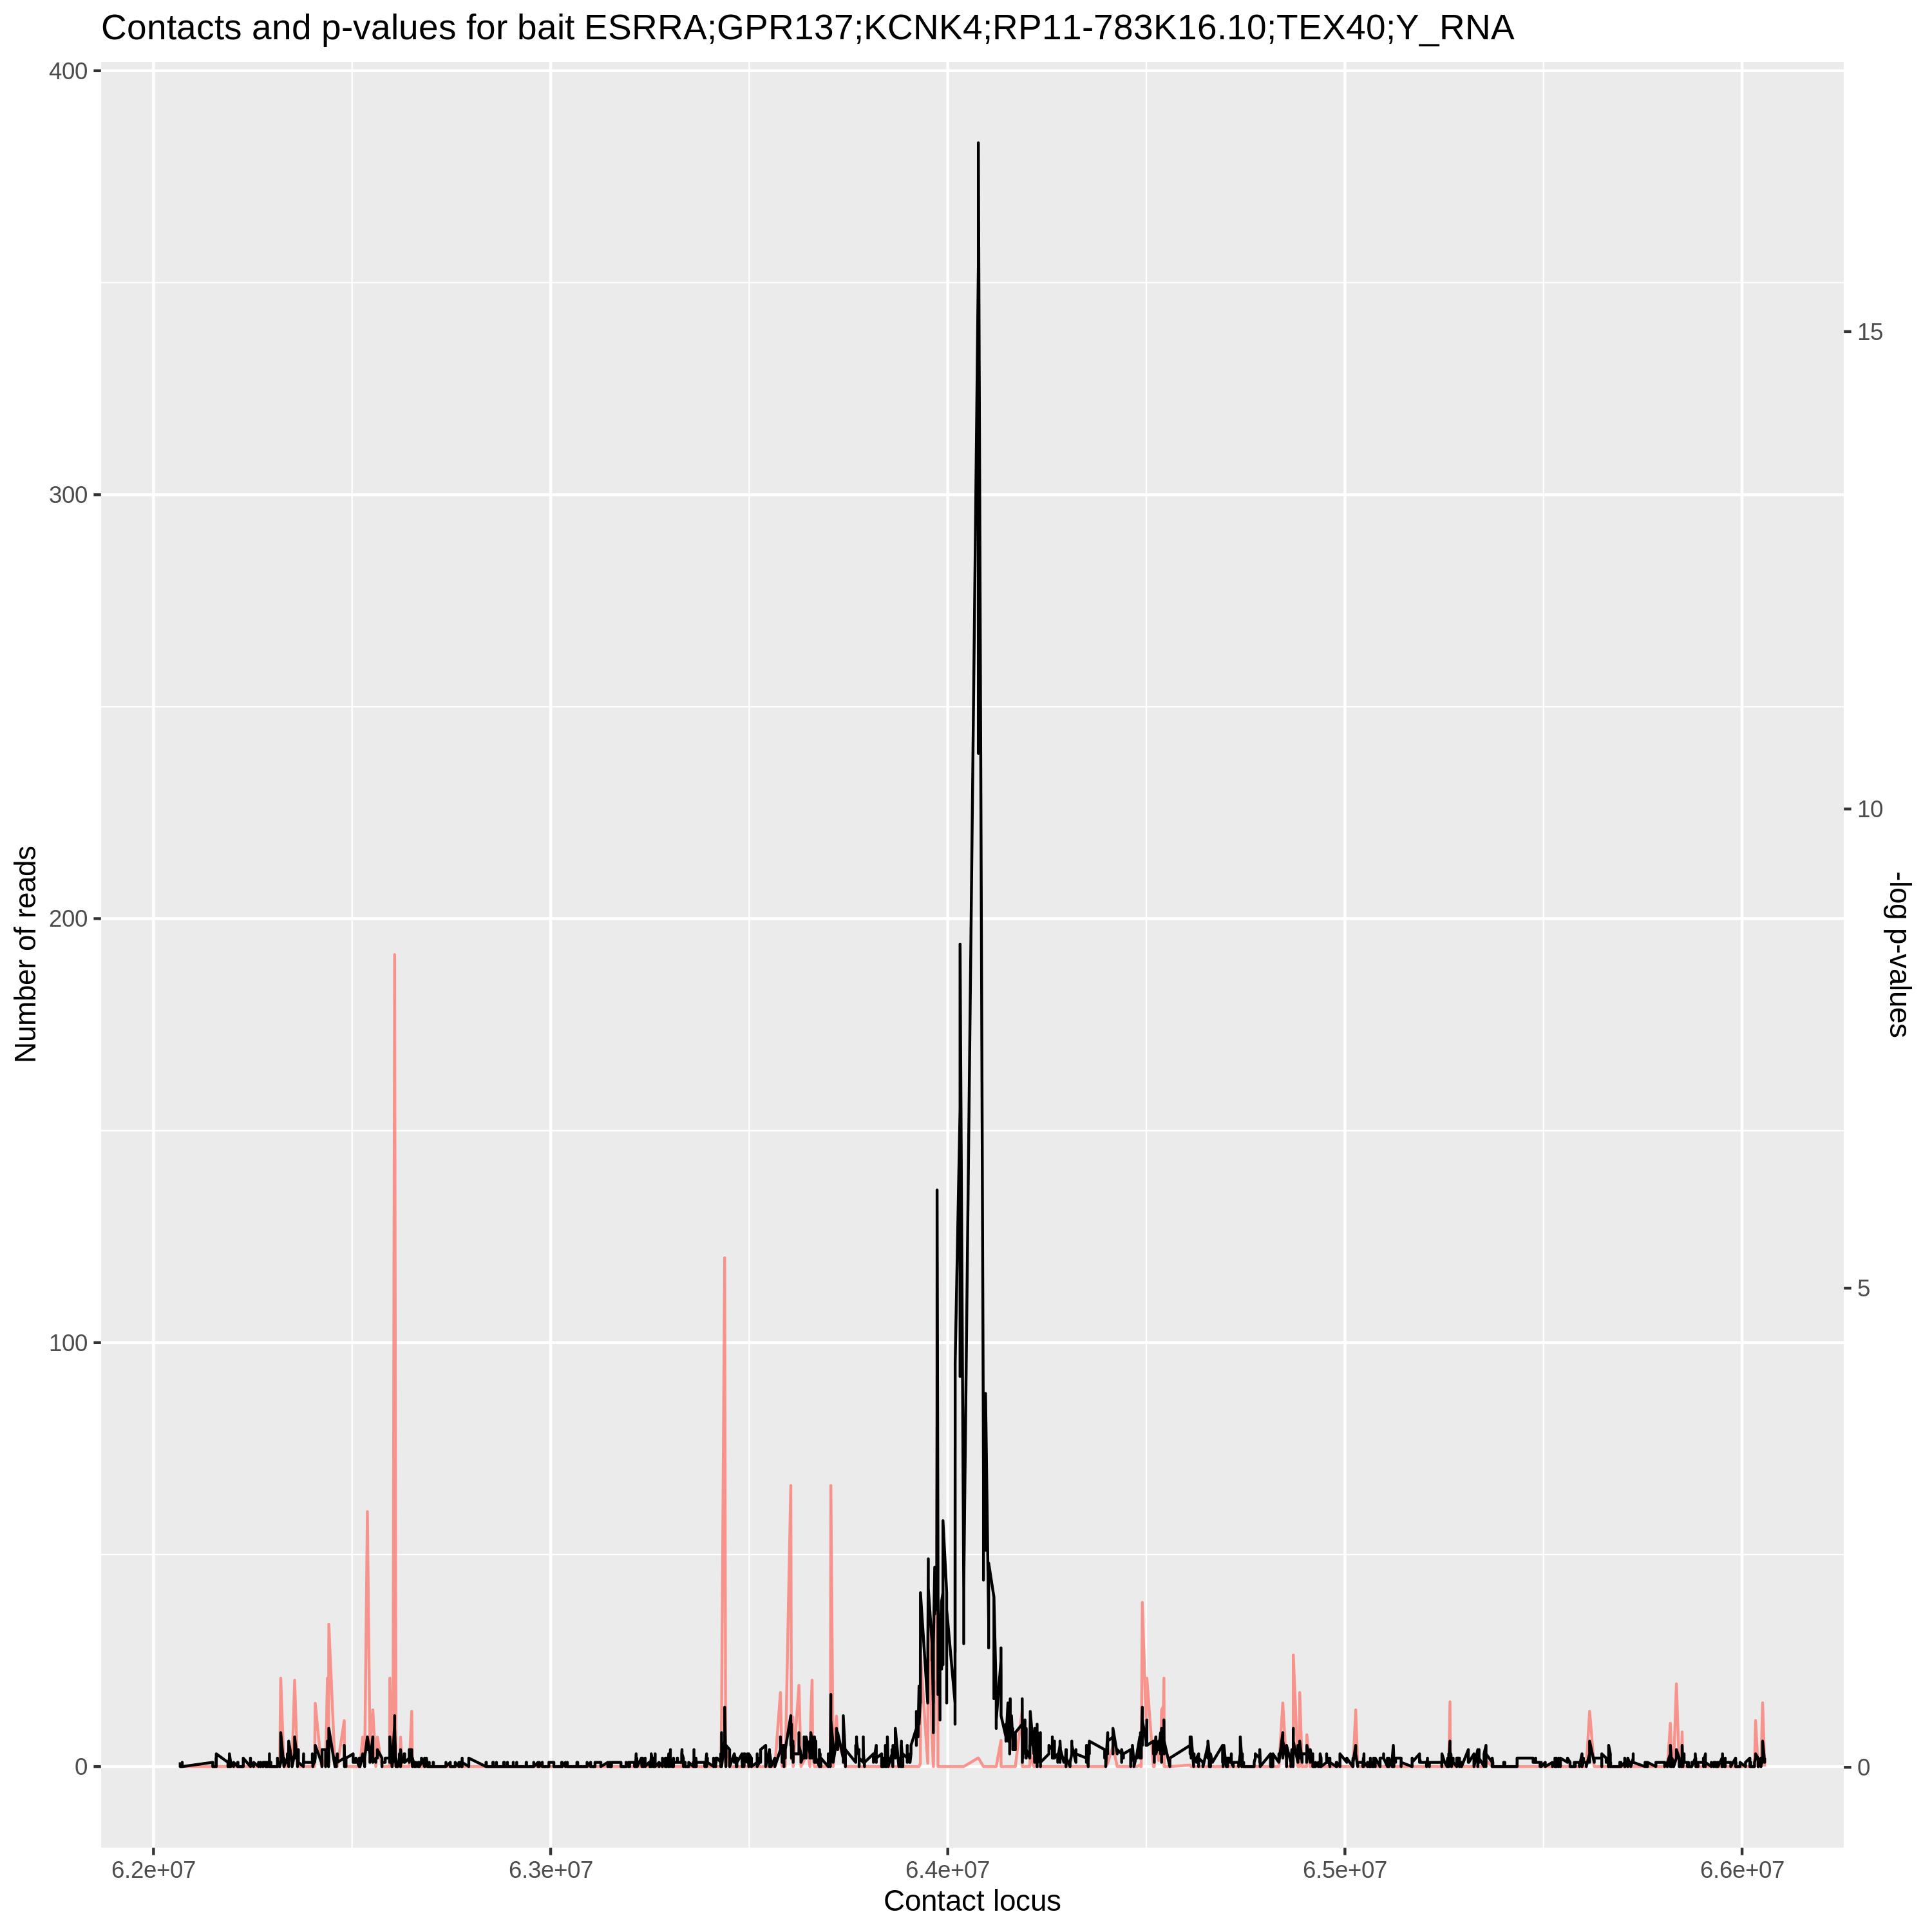 Contacts and p-values for bait ESRRA;GPR137;KCNK4;RP11-783K16.10;TEX40;Y_RNA
400
300
200
100
0
Number of reads
15
10
5
0
-log p-values
6.2e+07 6.3e+07 6.4e+07 6.5e+07 6.6e+07
Contact locus